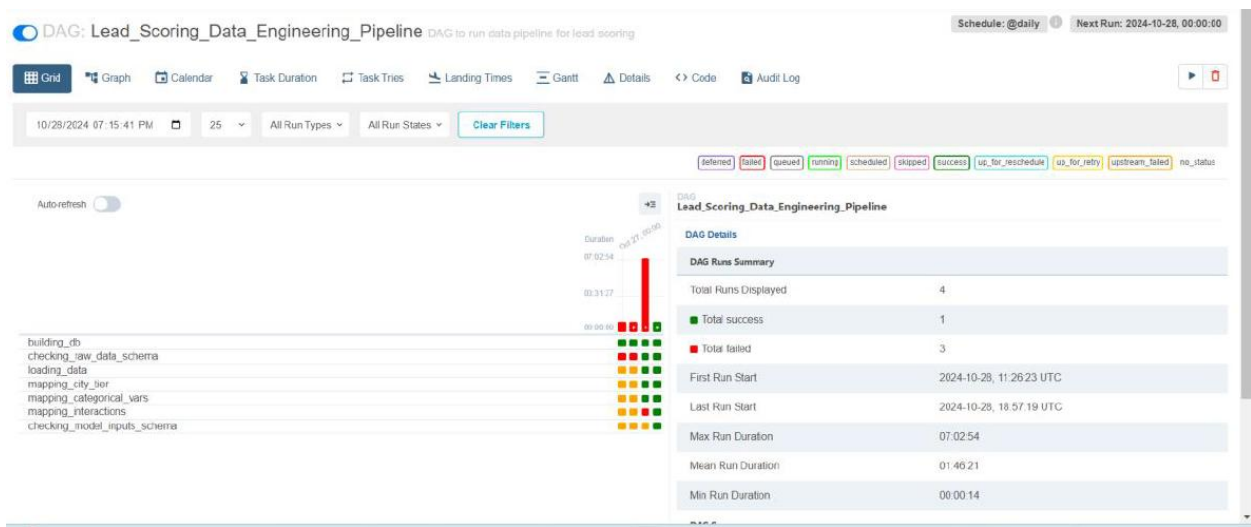 DAG: Lead_Scoring_Data_Engineering_Pipeline DAG to run data pipeline for lead scoring
Schedule: @daily
Next Run: 2024-10-28, 00:00:00
Grid
Graph
Calendar
Task Duration
Task Tries
Landing Times
Gantt
Details
<> Code
Audit Log
10/28/2024 07:15:41 PM
25
All Run Types
All Run States
Clear Filters
deferred
failed
queued
running
scheduled
skipped
success
up_for_reschedule
up_for_retry
upstream_failed
no_status
Auto-refresh
Duration
Oct 27, 00:00
07:02:54
03:31:27
00:00:00
building_db
checking_raw_data_schema
loading_data
mapping_city_tier
mapping_categorical_vars
mapping_interactions
checking_model_inputs_schema
DAG
Lead_Scoring_Data_Engineering_Pipeline
DAG Details
DAG Runs Summary
Total Runs Displayed 4
Total success 1
Total failed 3
First Run Start 2024-10-28, 11:26:23 UTC
Last Run Start 2024-10-28, 18:57:19 UTC
Max Run Duration 07:02:54
Mean Run Duration 01:46:21
Min Run Duration 00:00:14